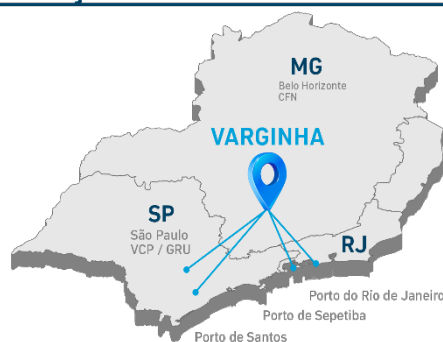 MG
Belo Horizonte
CFN
VARGINHA
SP
São Paulo
VCP / GRU
RJ
Porto do Río de Janeiro
Porto de Sepetiba
Porto de Santos